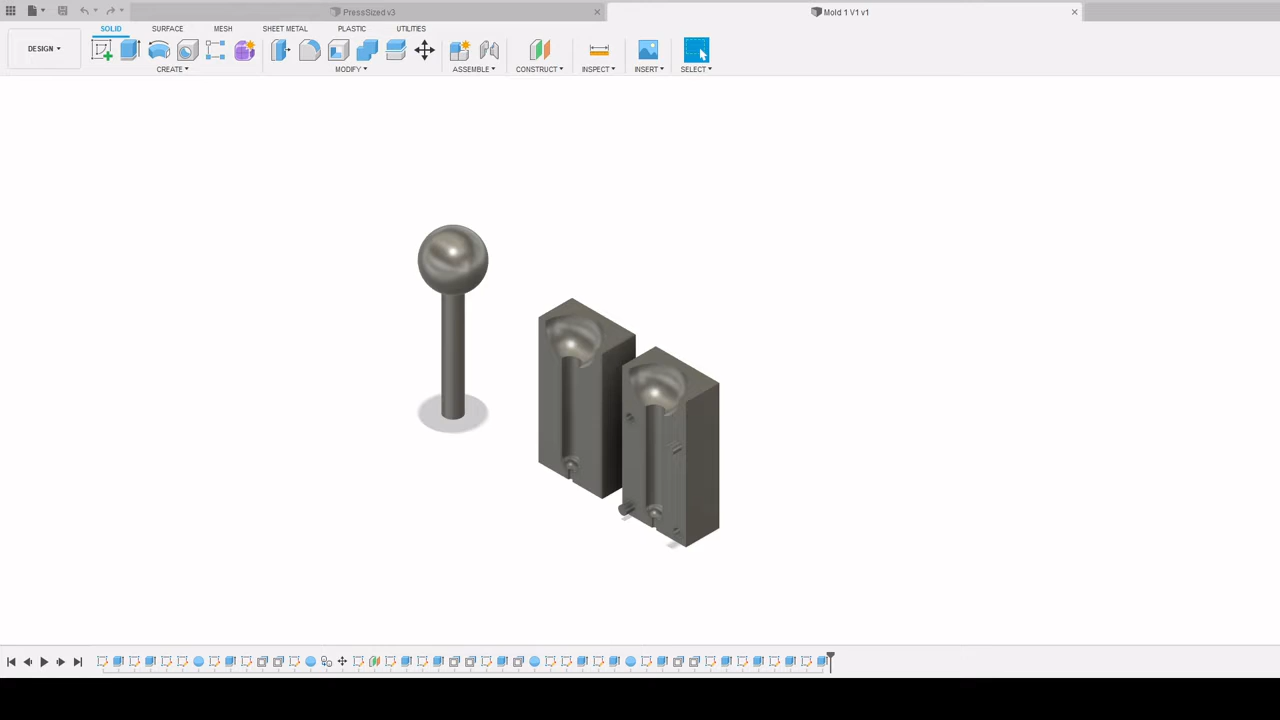 PressSized v3
Mold 1 V1 v1
SOLID SURFACE MESH SHEET METAL PLASTIC UTILITIES
DESIGN
CREATE MODIFY ASSEMBLE CONSTRUCT INSPECT INSERT SELECT